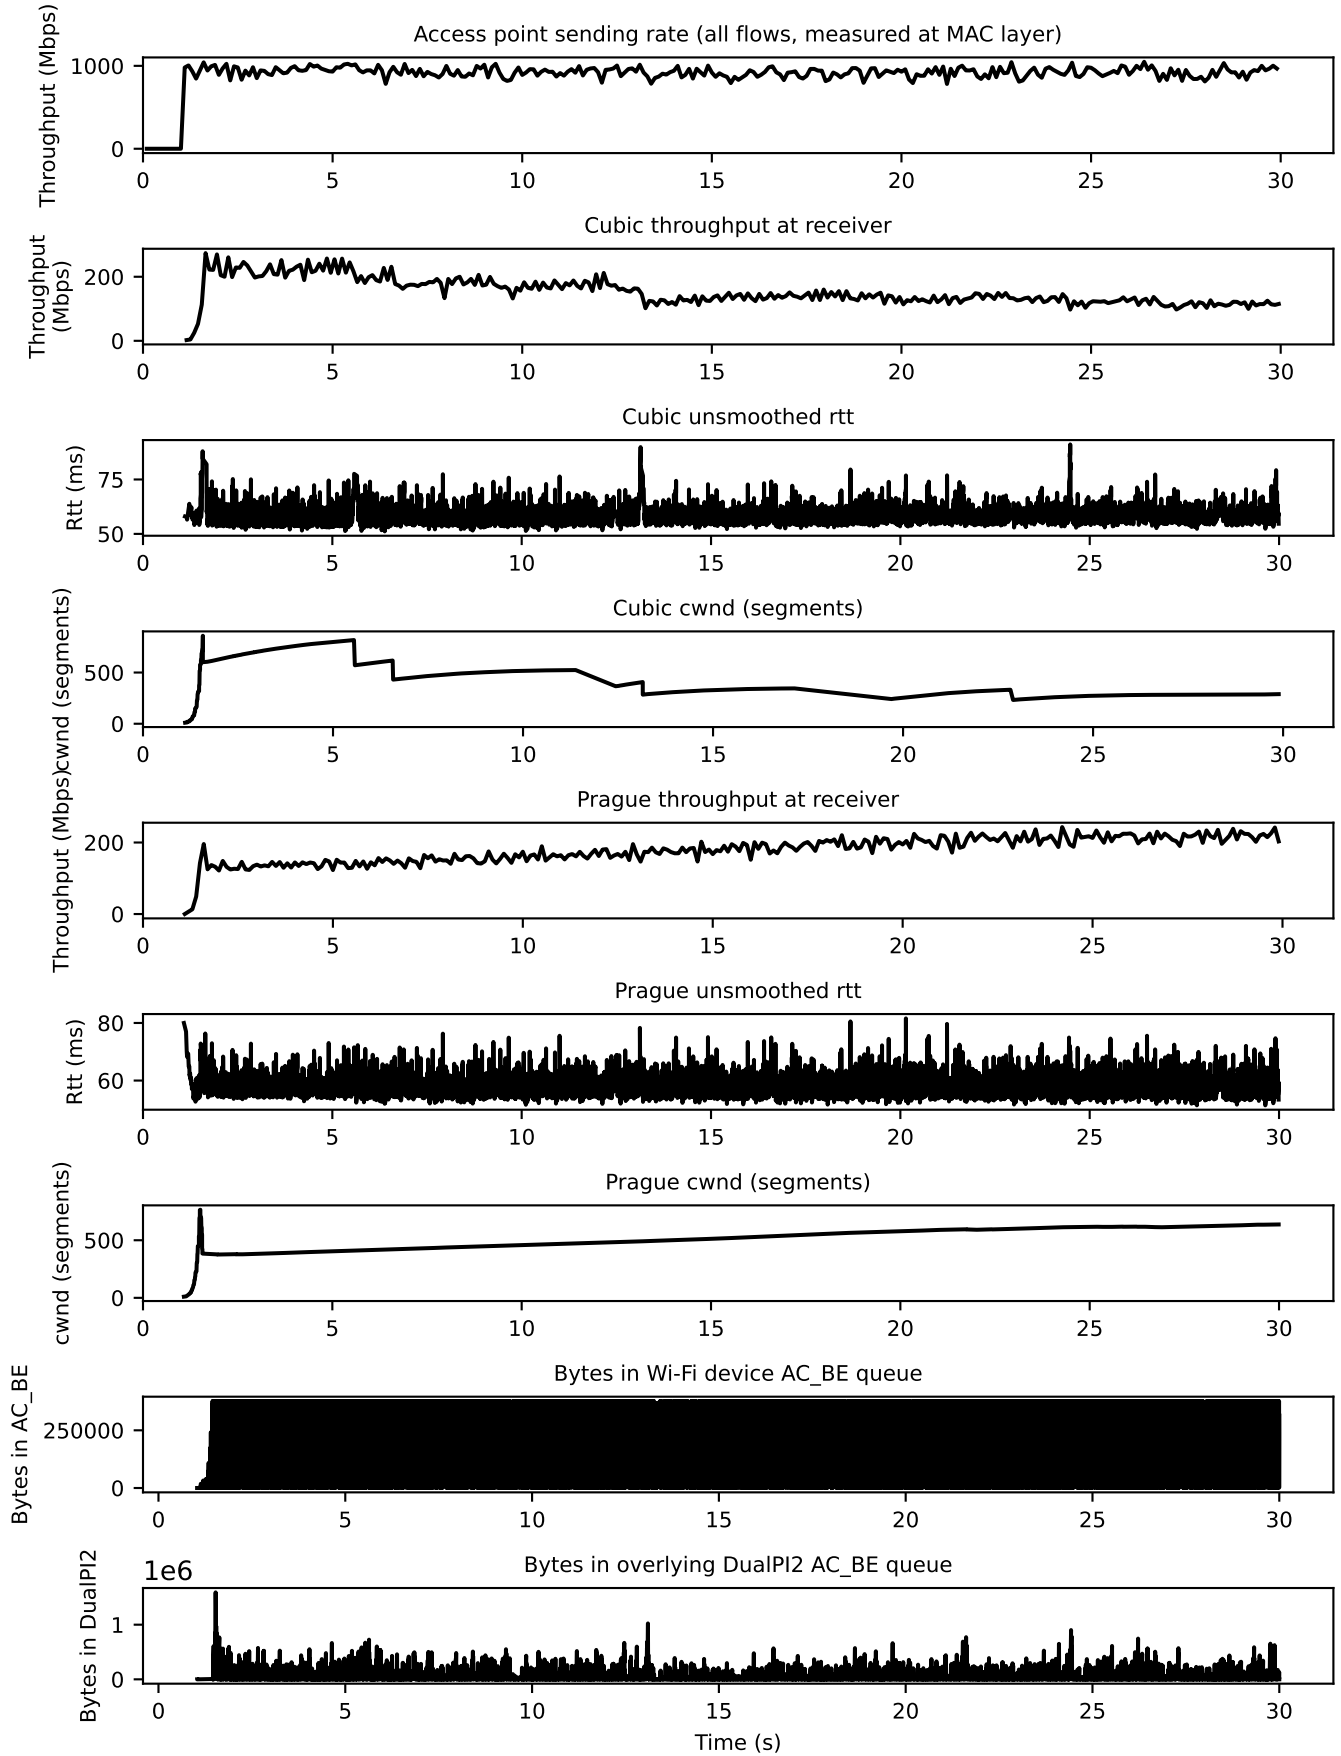 Access point sending rate (all flows, measured at MAC layer)
Throughput (Mbps)
1000
0
0 5 10 15 20 25 30
Cubic throughput at receiver
Throughput
(Mbps)
200
0
0 5 10 15 20 25 30
Cubic unsmoothed rtt
Rtt (ms)
75
50
0 5 10 15 20 25 30
Cubic cwnd (segments)
cwnd (segments)
500
0
0 5 10 15 20 25 30
Prague throughput at receiver
Throughput (Mbps)
200
0
0 5 10 15 20 25 30
Prague unsmoothed rtt
Rtt (ms)
80
60
0 5 10 15 20 25 30
Prague cwnd (segments)
cwnd (segments)
500
0
0 5 10 15 20 25 30
Bytes in Wi-Fi device AC_BE queue
Bytes in AC_BE
250000
0
0 5 10 15 20 25 30
Bytes in overlying DualPI2 AC_BE queue
1e6
Bytes in DualPI2
1
0
0 5 10 15 20 25 30
Time (s)